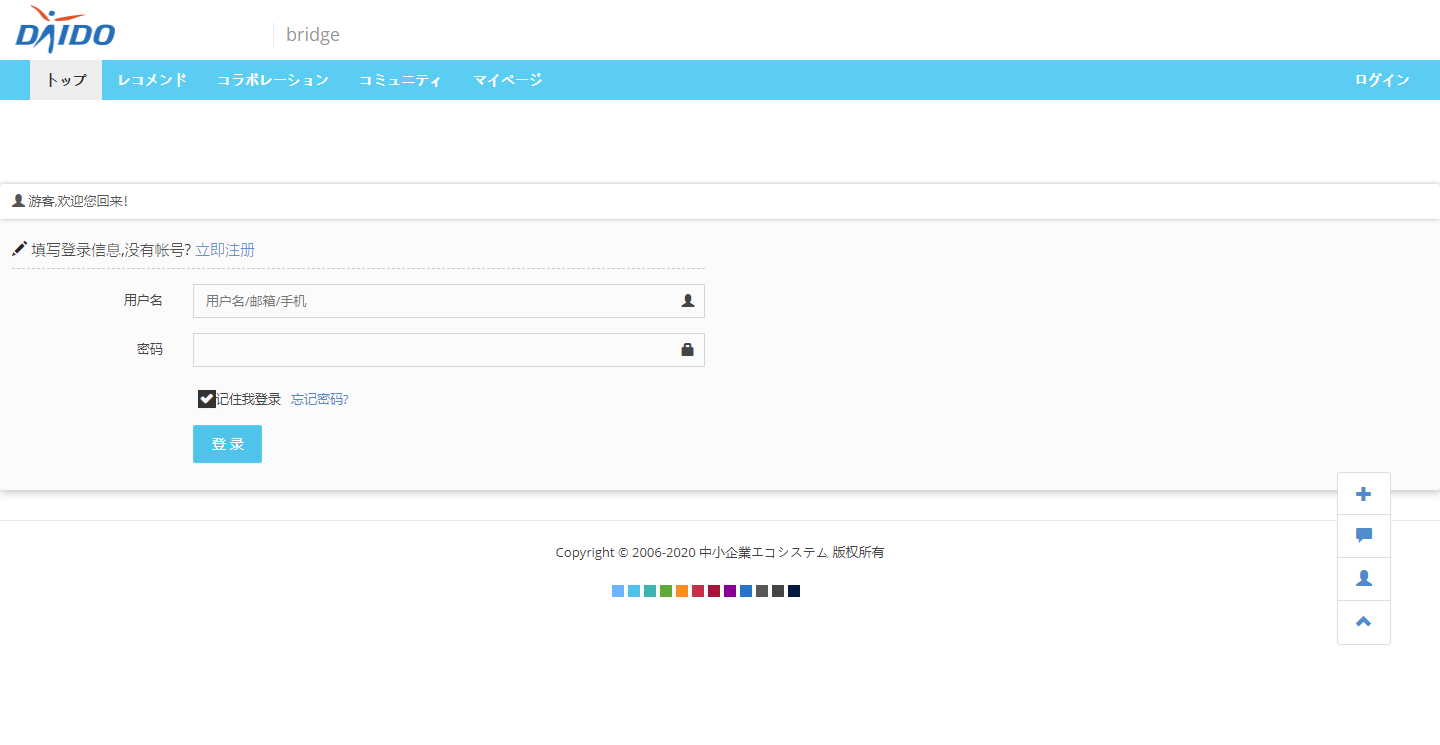 DAIDO
bridge
トップ レコメンド コラボレーション コミュニティ マイページ ログイン
游客,欢迎您回来!
填写登录信息,没有帐号? 立即注册
用户名 用户名/邮箱/手机
密码
记住我登录 忘记密码?
登 录
Copyright © 2006-2020 中小企業エコシステム 版权所有